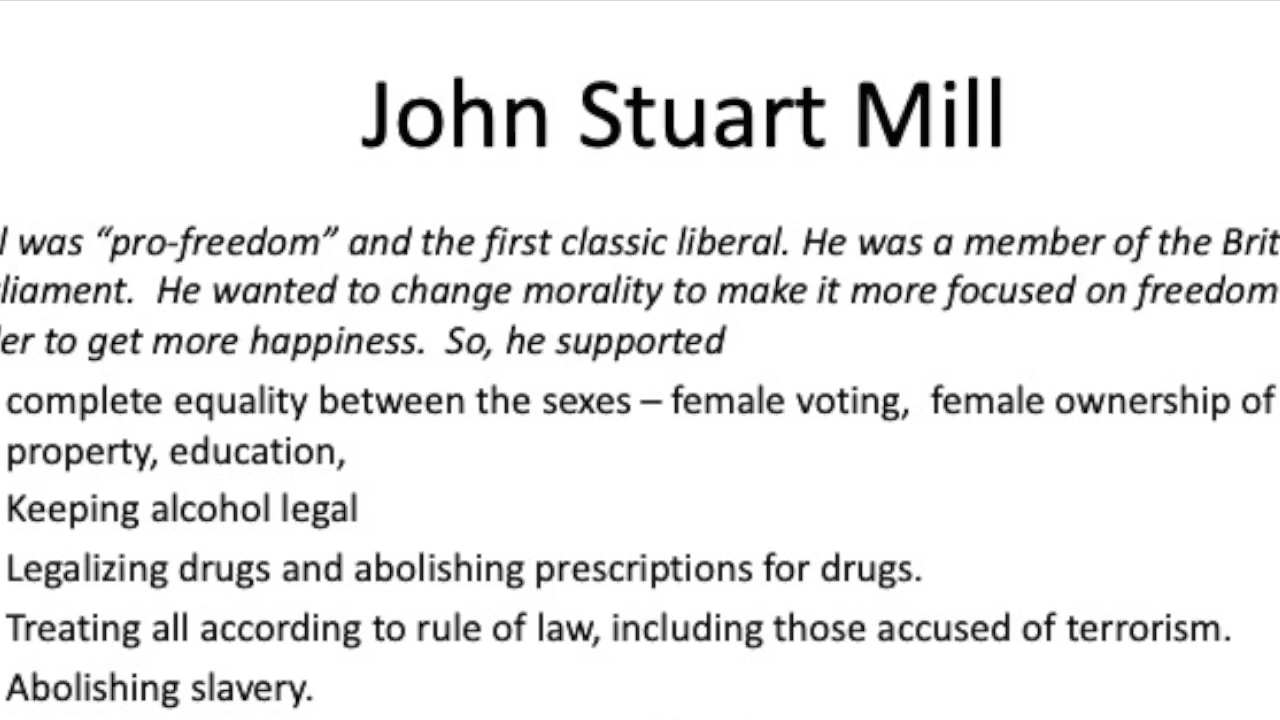 John Stuart Mill
l was “pro-freedom” and the first classic liberal. He was a member of the Brit
liament.  He wanted to change morality to make it more focused on freedom
er to get more happiness.  So, he supported
complete equality between the sexes – female voting,  female ownership of
property, education,
Keeping alcohol legal
Legalizing drugs and abolishing prescriptions for drugs.
Treating all according to rule of law, including those accused of terrorism.
Abolishing slavery.